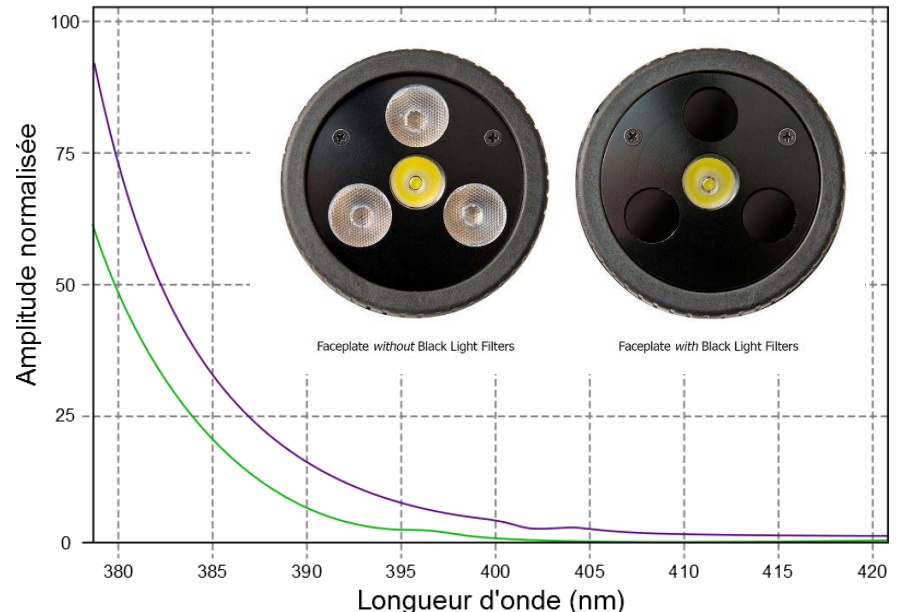 Amplitude normalisée
100
75
50
25
0
Faceplate without Black Light Filters
Faceplate with Black Light Filters
380 385 390 395 400 405 410 415 420
Longueur d'onde (nm)